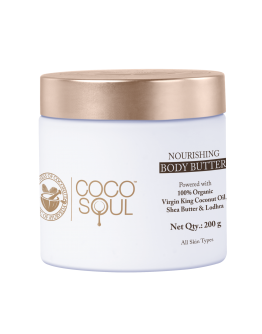 COCO™
SOUL
NOURISHING
BODY BUTTER
Powered with
100% Organic
Virgin King Coconut Oil,
Shea Butter & Lodhra
Net Qty.: 200 g
All Skin Types